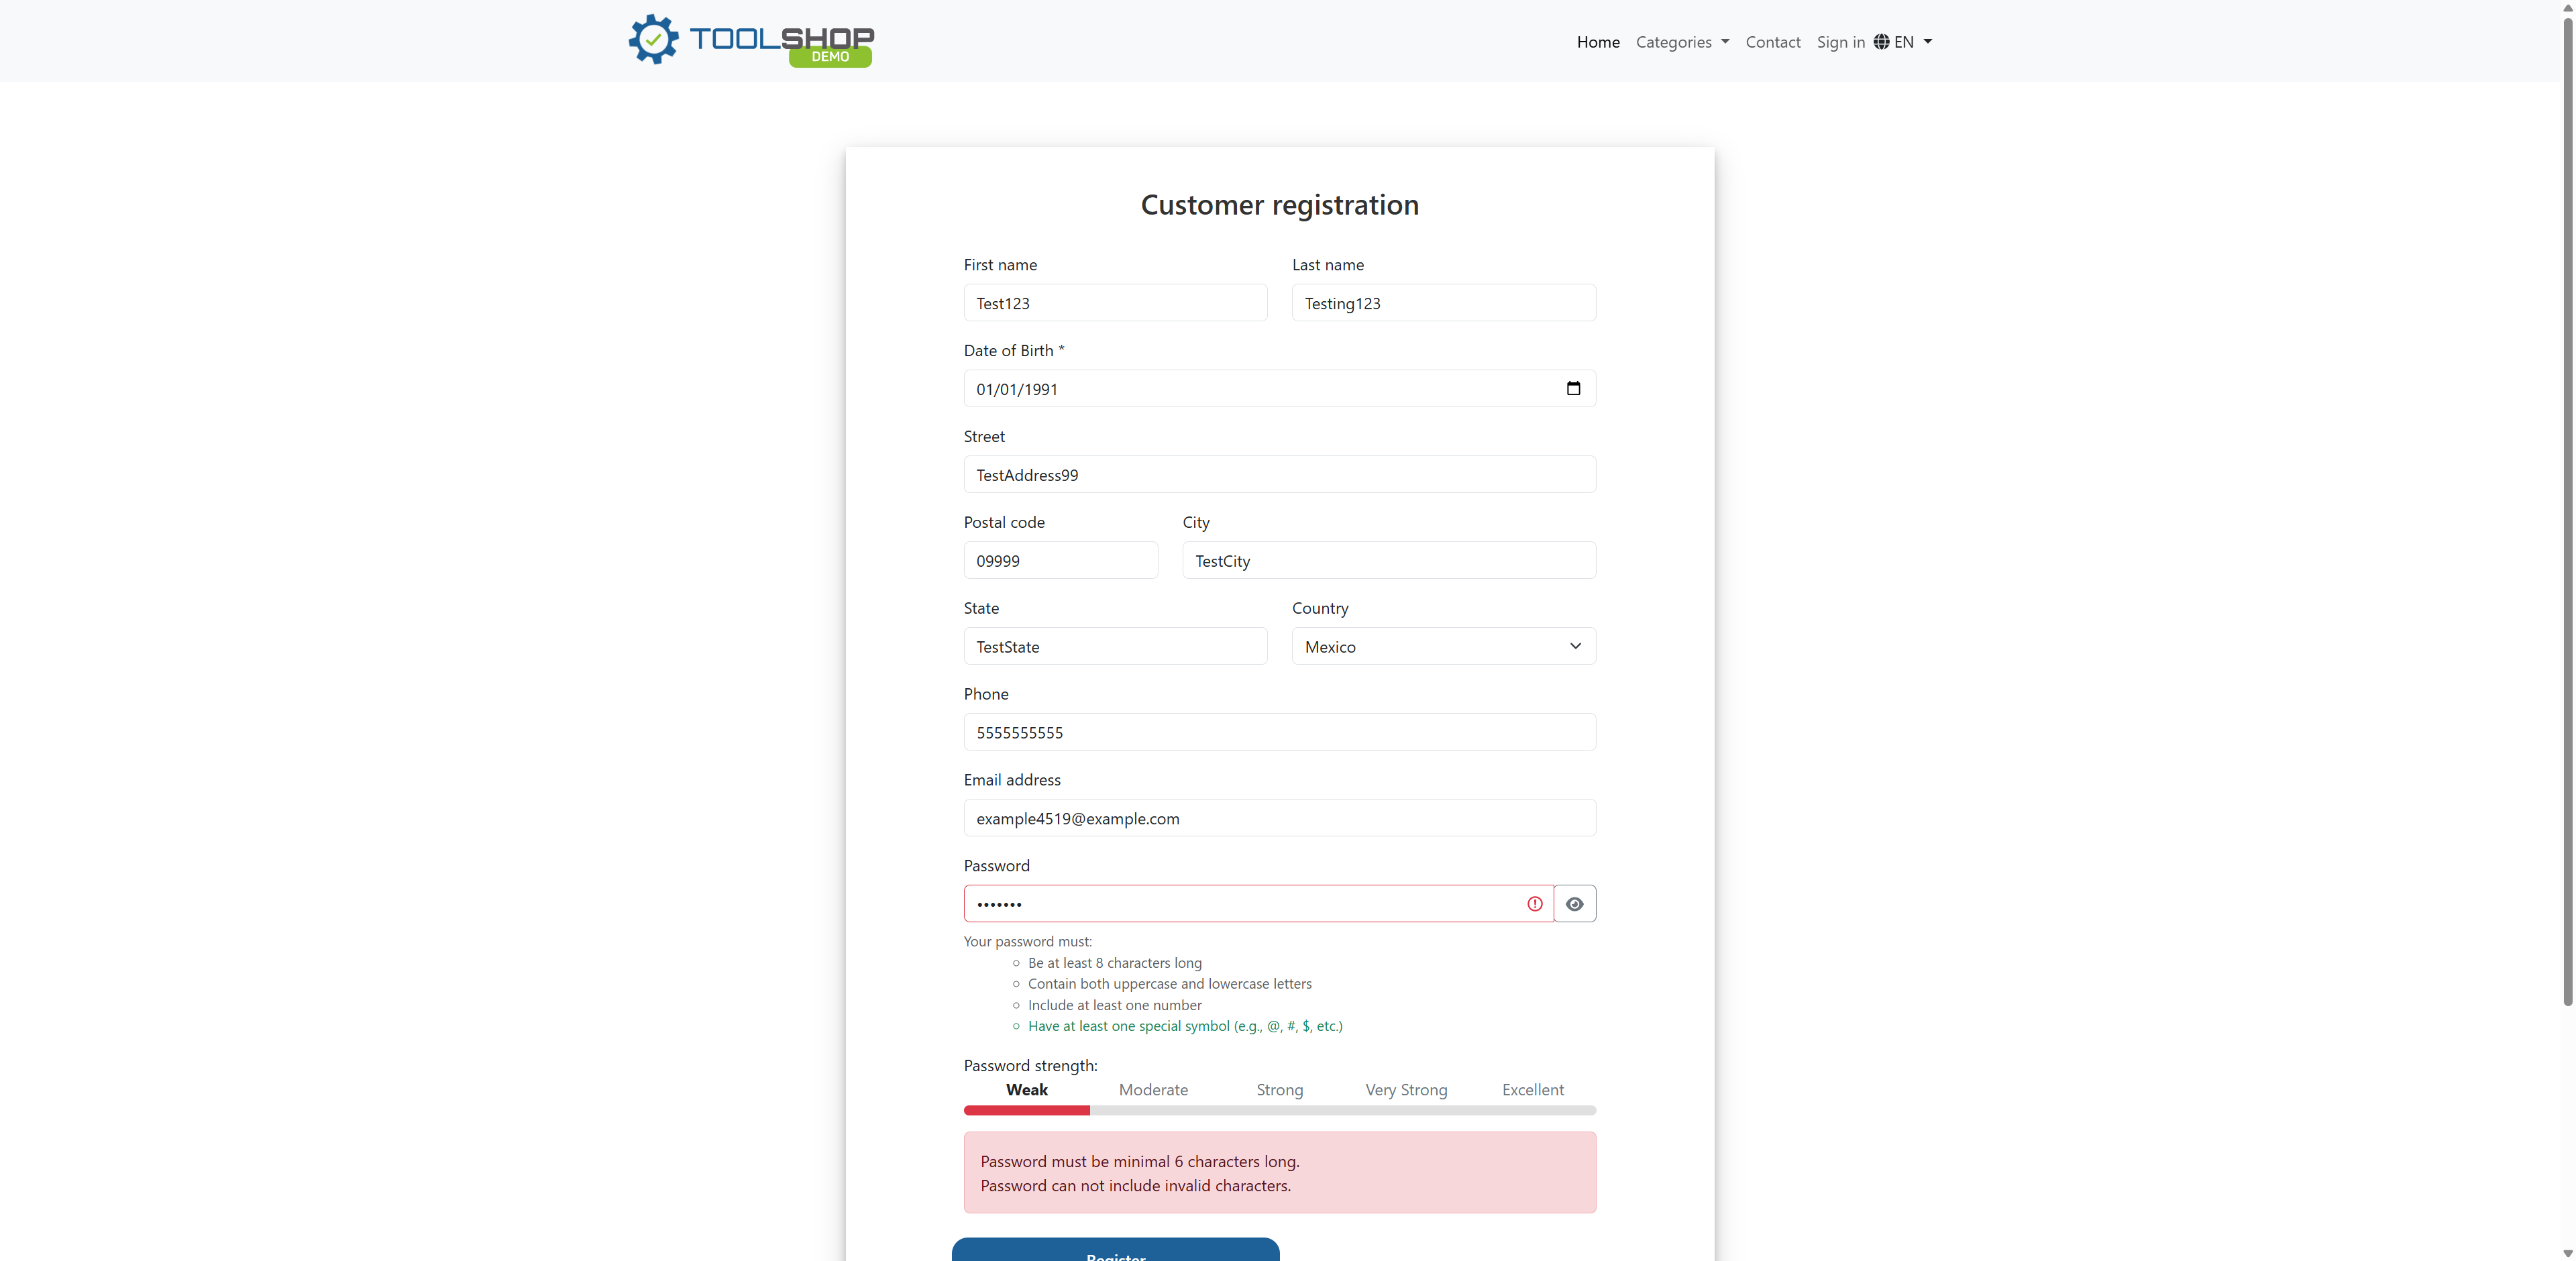 TOOLSHOP
DEMO
Home Categories Contact Sign in EN
Customer registration
First name Last name
Test123 Testing123
Date of Birth *
01/01/1991
Street
TestAddress99
Postal code City
09999 TestCity
State Country
TestState Mexico
Phone
5555555555
Email address
example4519@example.com
Password
•••••••
Your password must:
Be at least 8 characters long
Contain both uppercase and lowercase letters
Include at least one number
Have at least one special symbol (e.g., @, #, $, etc.)
Password strength:
Weak Moderate Strong Very Strong Excellent
Password must be minimal 6 characters long.
Password can not include invalid characters.
Register